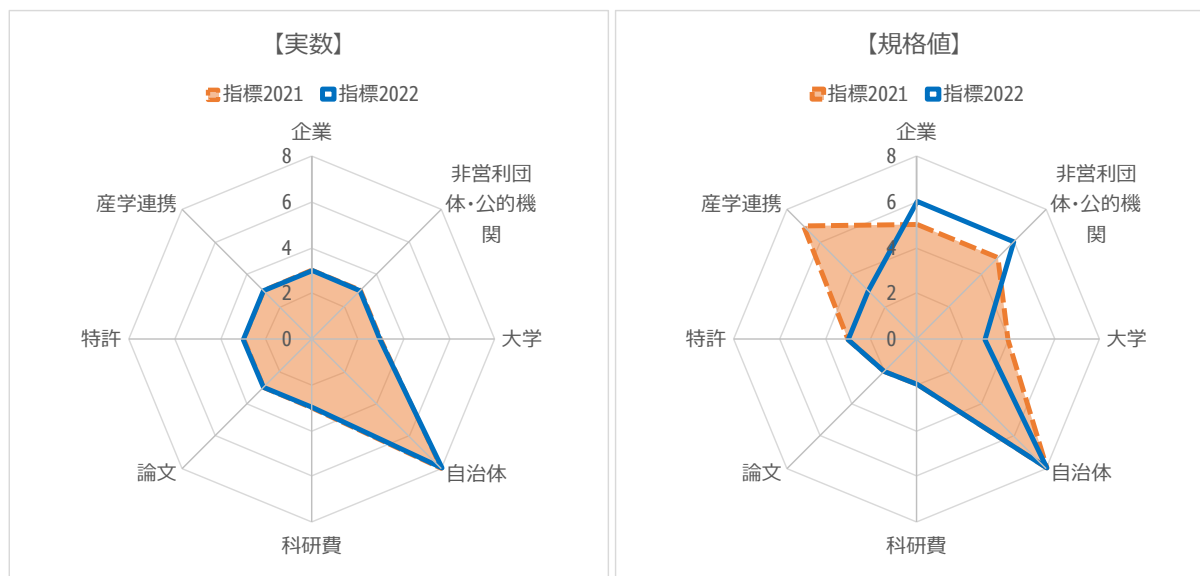 【実数】
指標2021 指標2022
企業
8
非営利団
体・公的機
関
産学連携
6
4
2
特許
0
大学
論文
自治体
科研費
【規格値】
指標2021 指標2022
企業
8
非営利団
体・公的機
関
産学連携
6
4
2
特許
0
大学
論文
自治体
科研費